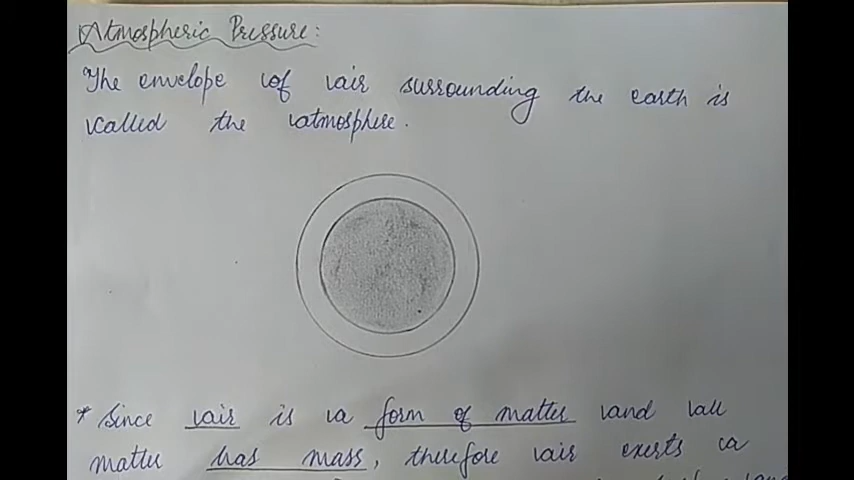 Atmospheric Pressure:
The envelope of air surrounding the earth is
called the atmosphere.
* Since air is a form of matter and all
matter has mass, therefore air exerts a